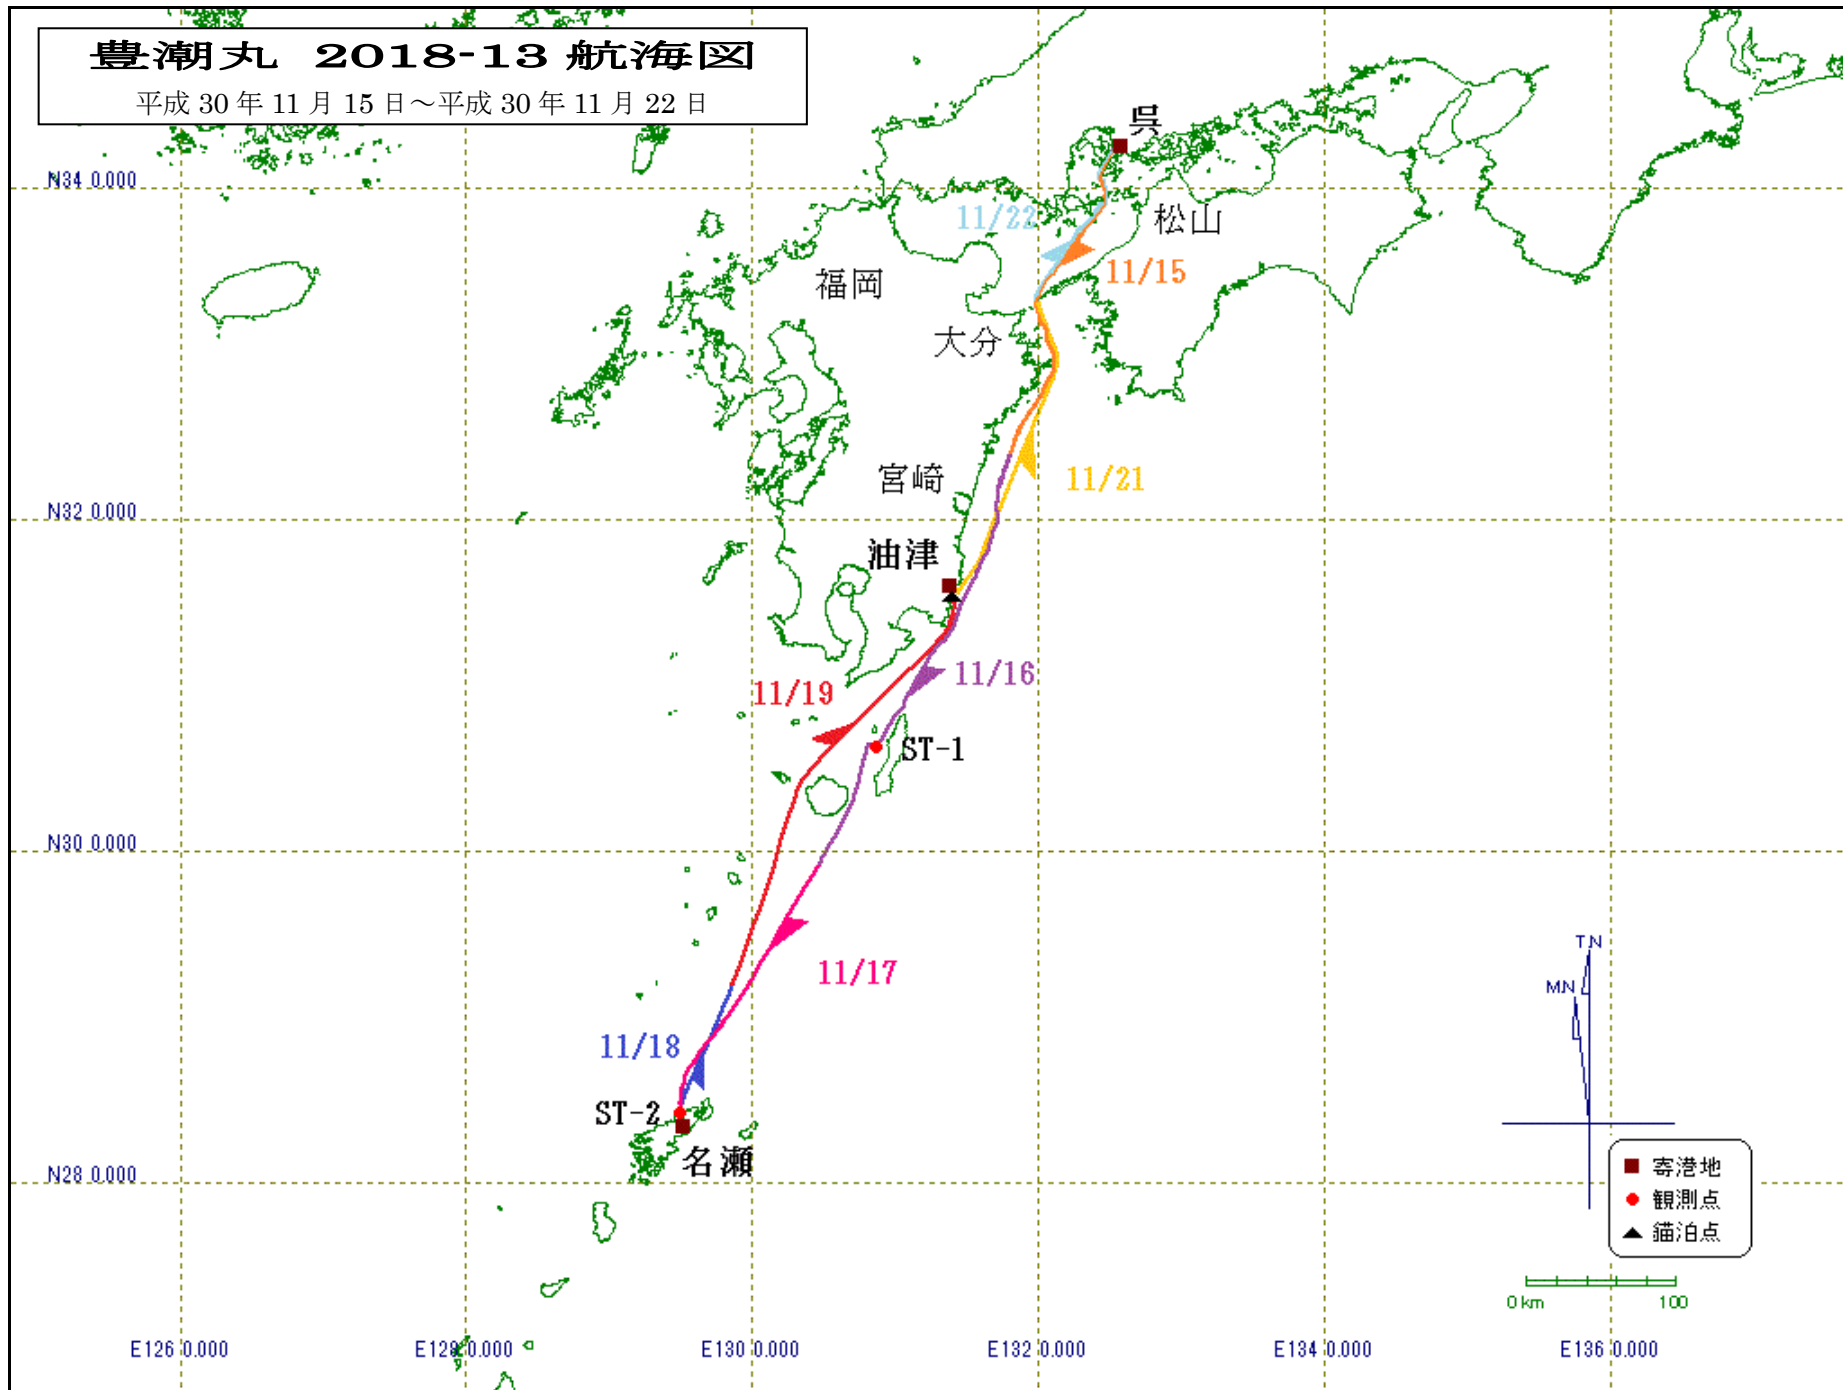 豊潮丸 2018-13 航海図
平成 30 年 11 月 15 日～平成 30 年 11 月 22 日
呉
N34 0.000
11/22
松山
11/15
福岡
大分
宮崎
11/21
N32 0.000
油津
11/16
11/19
ST-1
N30 0.000
T.N
11/17
M.N
11/18
ST-2
名瀬
N28 0.000
寄港地
観測点
錨泊点
0 km 100
E126 0.000 E128 0.000 E130 0.000 E132 0.000 E134 0.000 E136 0.000